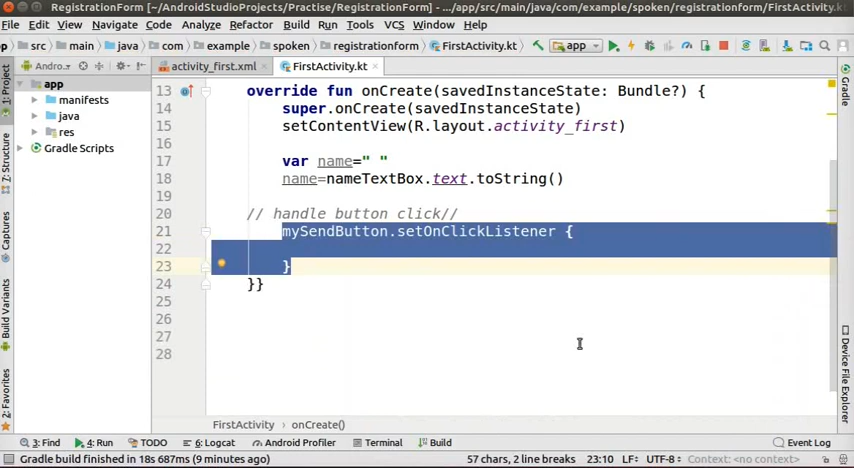 RegistrationForm [~/AndroidStudioProjects/Practise/RegistrationForm] - .../app/src/main/java/com/example/spoken/registrationform/FirstActivity.k
File Edit View Navigate Code Analyze Refactor Build Run Tools VCS Window Help
p src main java com example spoken registrationform FirstActivity.kt app
1: Project
Andro..
activity_first.xml FirstActivity.kt
Gradle
app
manifests
java
res
Gradle Scripts
7: Structure
Captures
Build Variants
2: Favorites
Device File Explorer
13 override fun onCreate(savedInstanceState: Bundle?) {
14 super.onCreate(savedInstanceState)
15 setContentView(R.layout.activity_first)
16
17 var name=" "
18 name=nameTextBox.text.toString()
19
20 // handle button click//
21 mySendButton.setOnClickListener {
22
23 }
24 }}
25
26
27
28
FirstActivity onCreate()
3: Find 4: Run TODO 6: Logcat Android Profiler Terminal Build Event Log
Gradle build finished in 18s 687ms (9 minutes ago) 57 chars, 2 line breaks 23:10 LF÷ UTF-8÷ Context: <no context>